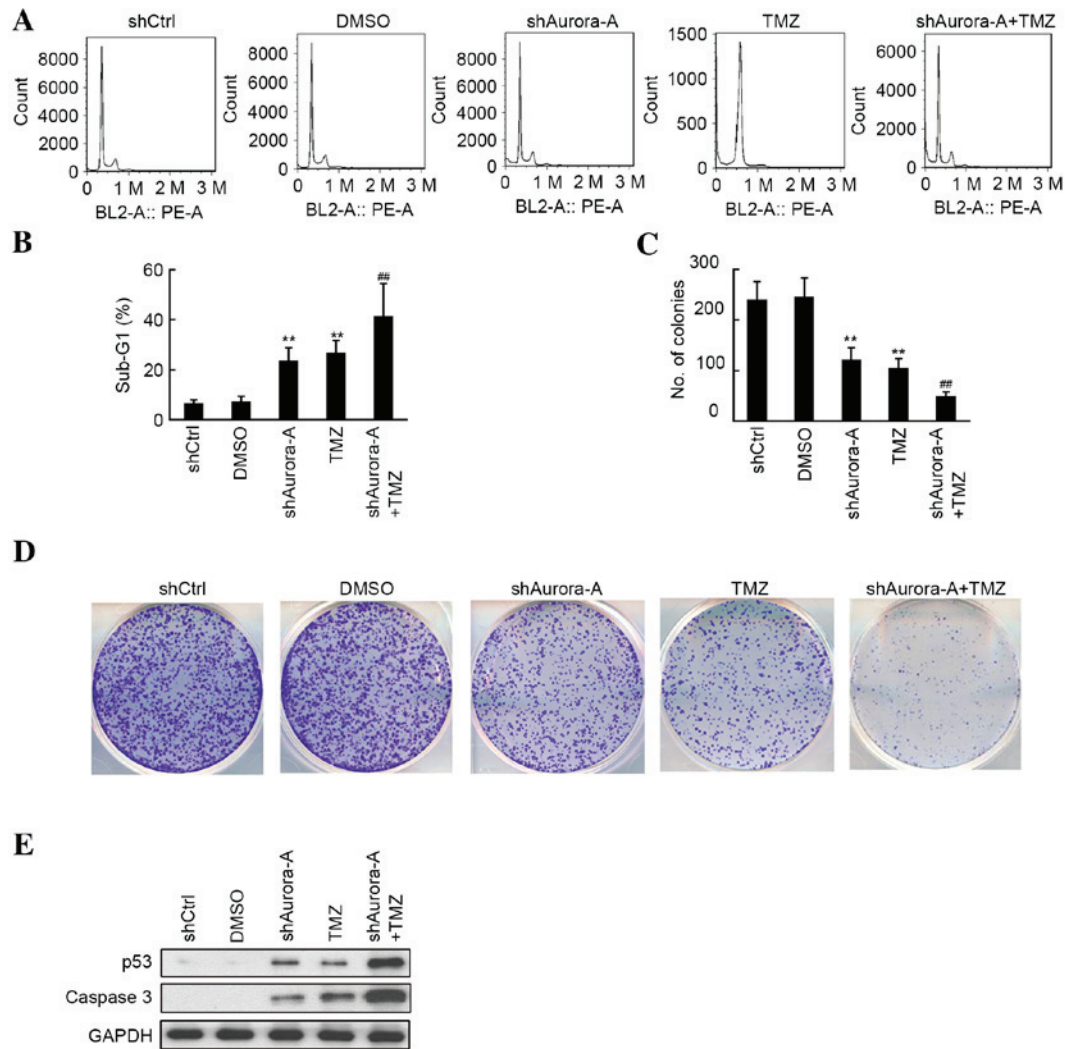 A
shCtrl
DMSO
shAurora-A
TMZ
shAurora-A+TMZ
Count
8000
6000
4000
2000
0
0 1 M 2 M 3 M
BL2-A:: PE-A
Count
8000
6000
4000
2000
0
0 1 M 2 M 3 M
BL2-A:: PE-A
Count
8000
6000
4000
2000
0
0 1 M 2 M 3 M
BL2-A:: PE-A
Count
1500
1000
500
0
0 1 M 2 M 3 M
BL2-A:: PE-A
Count
6000
4000
2000
0
0 1 M 2 M 3 M
BL2-A:: PE-A
B
Sub-G1 (%)
60
40
20
0
**
**
##
shCtrl
DMSO
shAurora-A
TMZ
shAurora-A
+TMZ
C
No. of colonies
300
200
100
0
**
**
##
shCtrl
DMSO
shAurora-A
TMZ
shAurora-A
+TMZ
D
shCtrl
DMSO
shAurora-A
TMZ
shAurora-A+TMZ
E
shCtrl
DMSO
shAurora-A
TMZ
shAurora-A
+TMZ
p53
Caspase 3
GAPDH